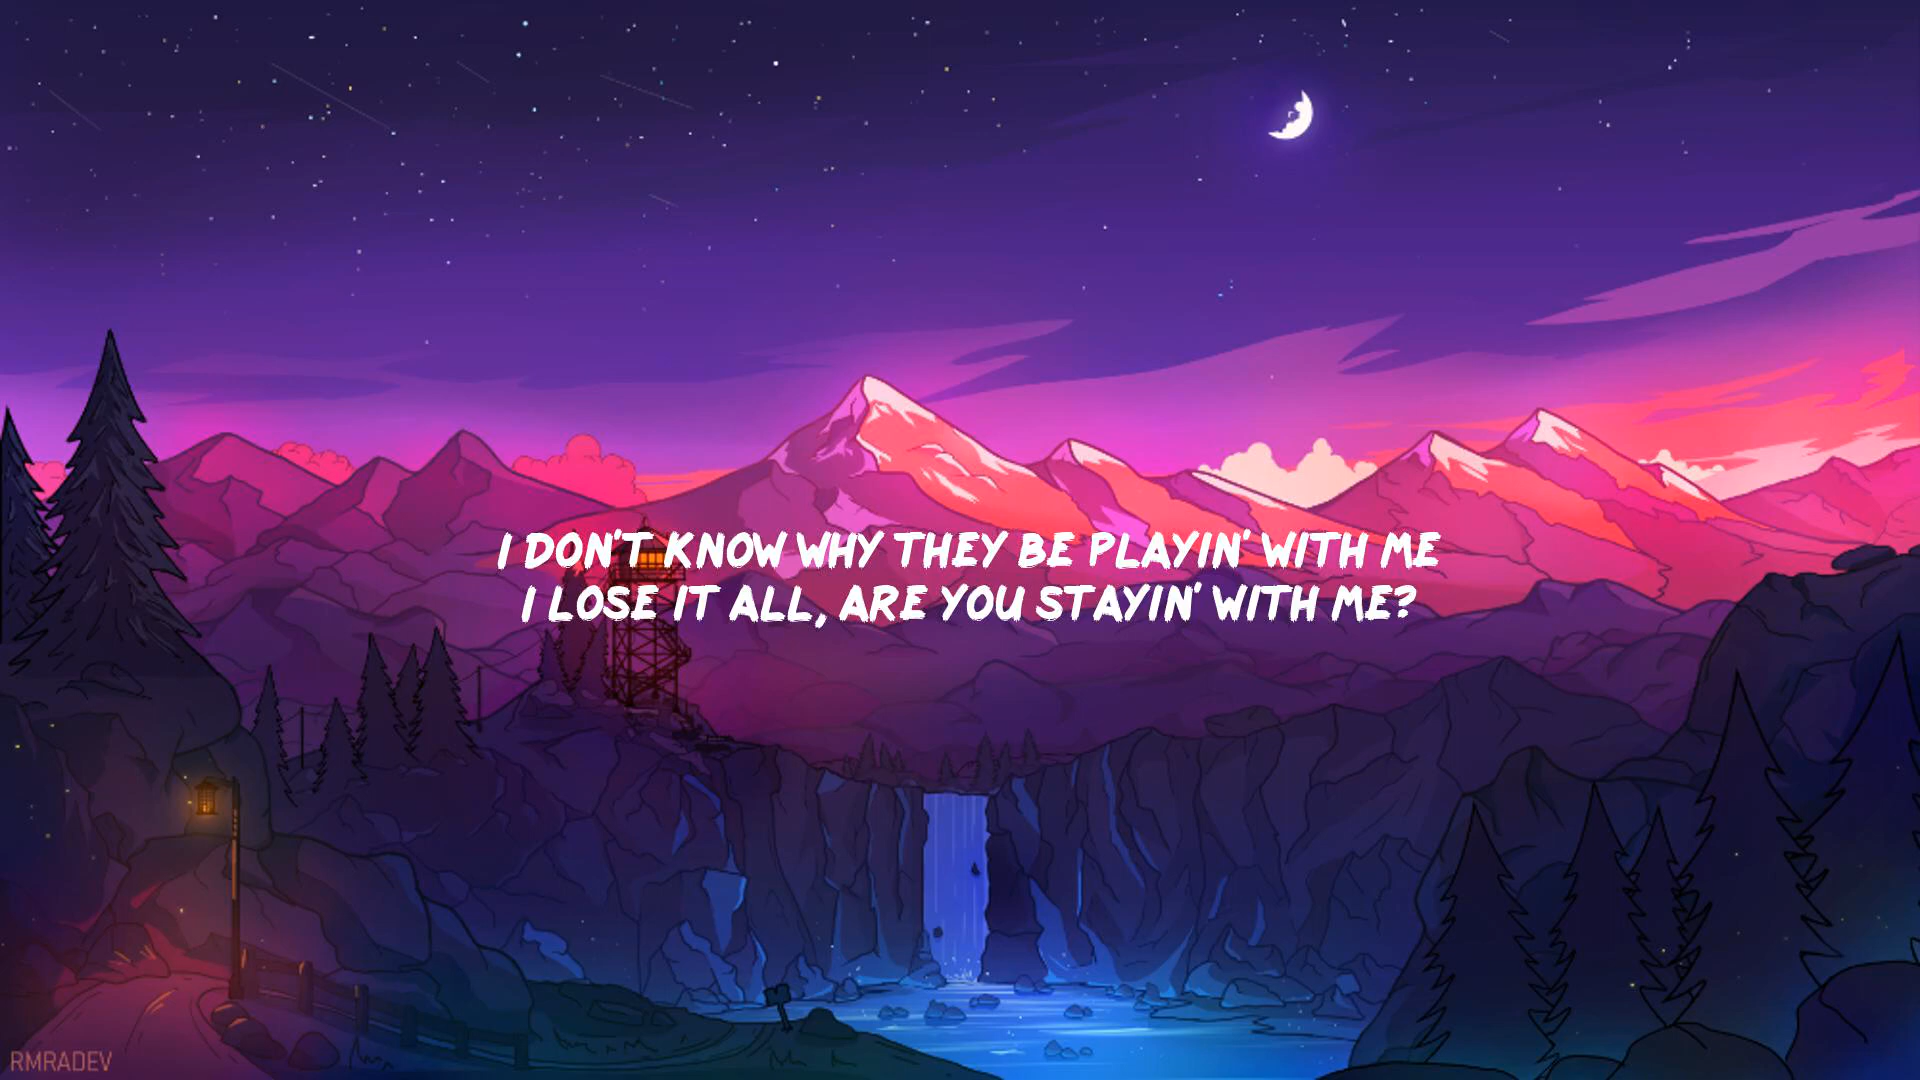 I DON'T KNOW WHY THEY BE PLAYIN' WITH ME
I LOSE IT ALL, ARE YOU STAYIN' WITH ME?
RMRADEV